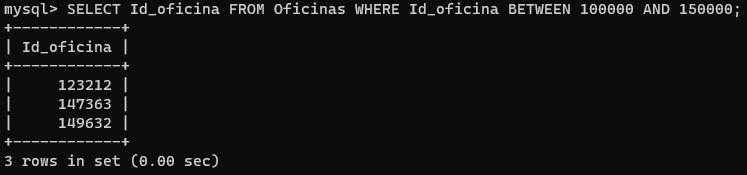 mysql> SELECT Id_oficina FROM Oficinas WHERE Id_oficina BETWEEN 100000 AND 150000;
+------------+
| Id_oficina |
+------------+
|     123212 |
|     147363 |
|     149632 |
+------------+
3 rows in set (0.00 sec)